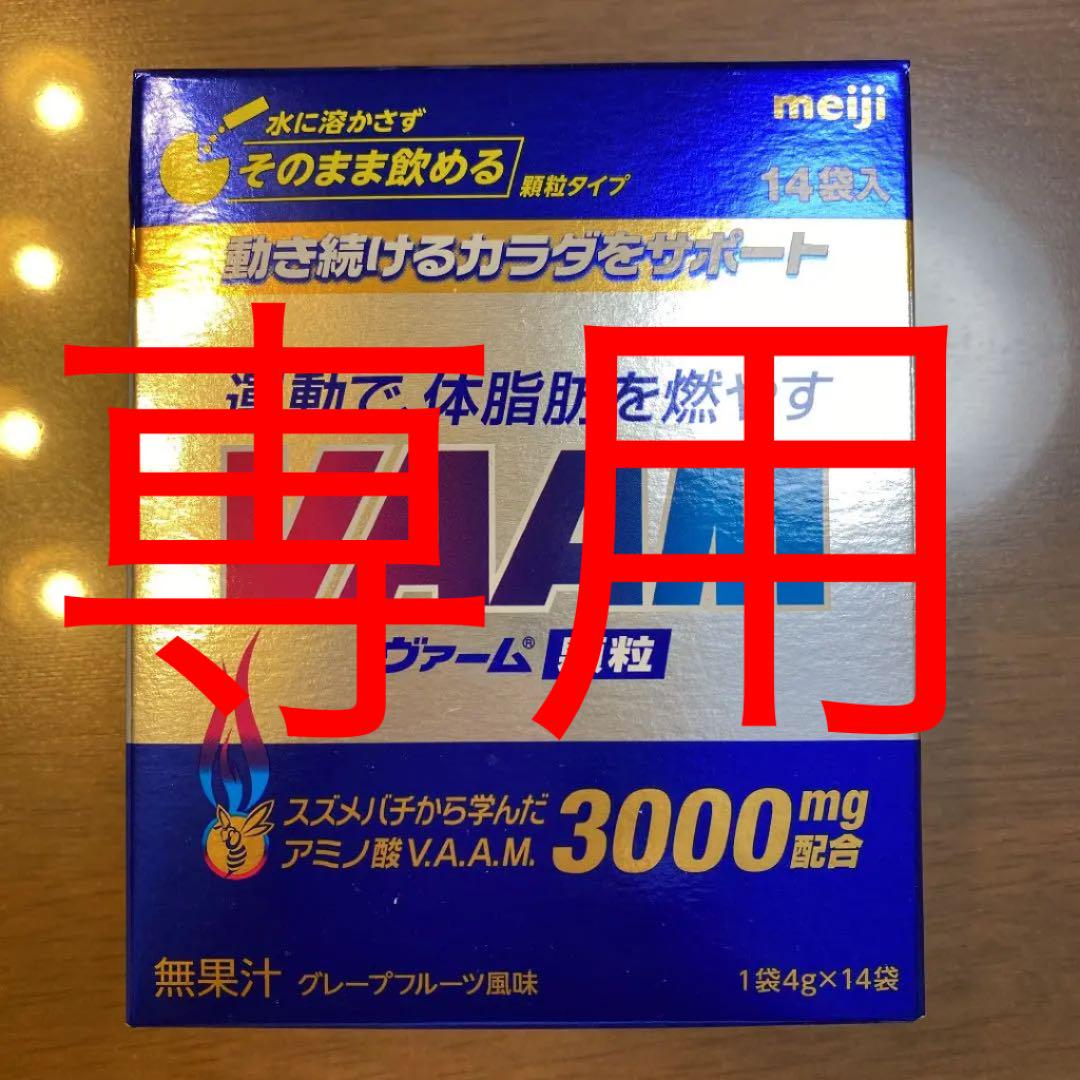 水に溶かさず
そのまま飲める 顆粒タイプ
meiji
14袋入
動き続けるカラダをサポート
運動で、体脂肪を燃やす
VAAM
ヴァーム® 顆粒
専用
スズメバチから学んだ
アミノ酸V.A.A.M.
3000mg
配合
無果汁 グレープフルーツ風味
1袋4g×14袋